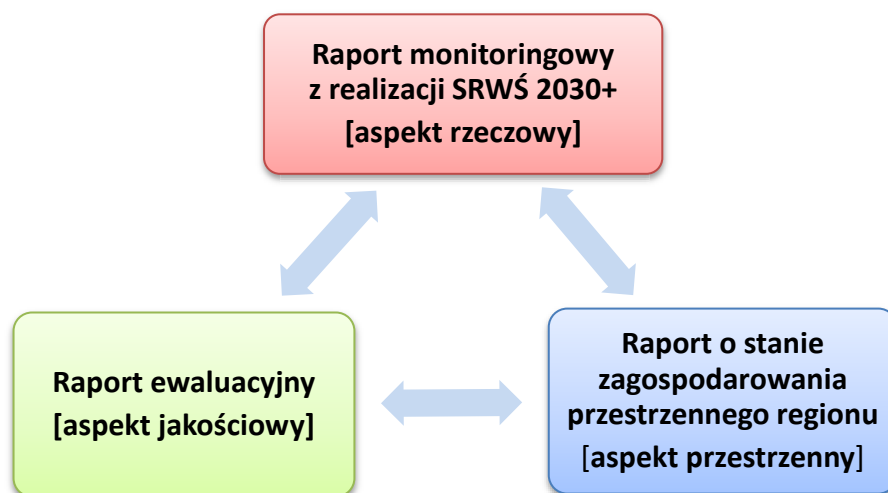 Raport monitoringowy
z realizacji SRWŚ 2030+
[aspekt rzeczowy]
Raport ewaluacyjny
[aspekt jakościowy]
Raport o stanie
zagospodarowania
przestrzennego regionu
[aspekt przestrzenny]